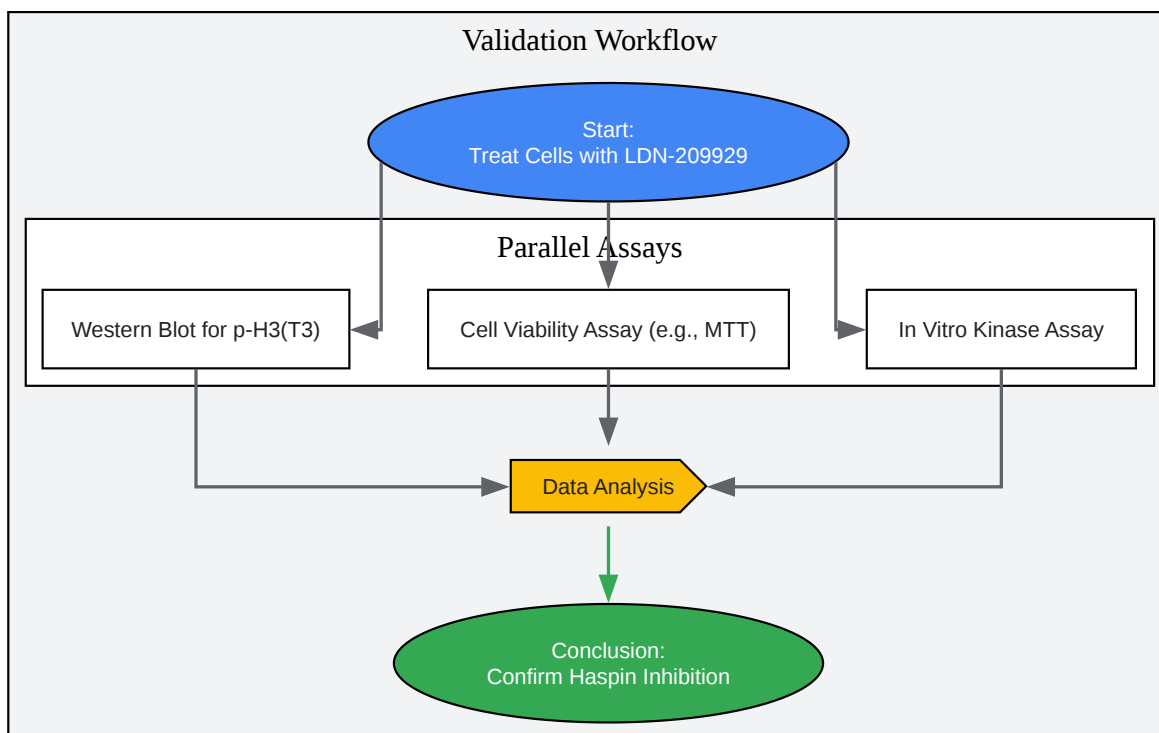 Validation Workflow
Start:
Treat Cells with LDN-209929
Parallel Assays
Western Blot for p-H3(T3)
Cell Viability Assay (e.g., MTT)
In Vitro Kinase Assay
Data Analysis
Conclusion:
Confirm Haspin Inhibition